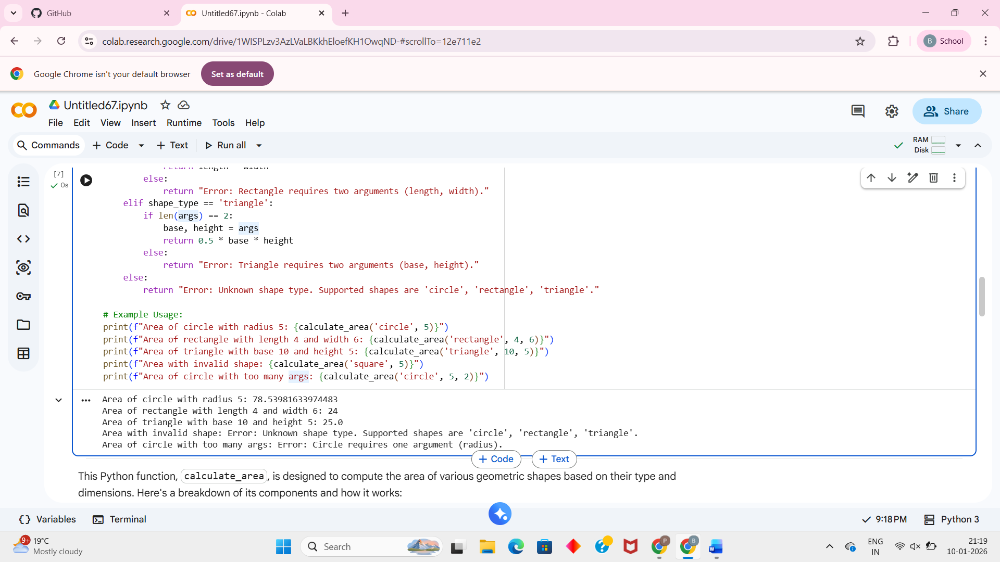 GitHub
Untitled67.ipynb - Colab
colab.research.google.com/drive/1WISPLzv3AzLVaLBKkhEloefKH1OwqND-#scrollTo=12e711e2
B School
Google Chrome isn't your default browser
Set as default
Untitled67.ipynb
File Edit View Insert Runtime Tools Help
Share
Commands + Code + Text Run all
RAM
Disk
[7]
0s
else:
return "Error: Rectangle requires two arguments (length, width)."
elif shape_type == 'triangle':
if len(args) == 2:
base, height = args
return 0.5 * base * height
else:
return "Error: Triangle requires two arguments (base, height)."
else:
return "Error: Unknown shape type. Supported shapes are 'circle', 'rectangle', 'triangle'."
# Example Usage:
print(f"Area of circle with radius 5: {calculate_area('circle', 5)}")
print(f"Area of rectangle with length 4 and width 6: {calculate_area('rectangle', 4, 6)}")
print(f"Area of triangle with base 10 and height 5: {calculate_area('triangle', 10, 5)}")
print(f"Area with invalid shape: {calculate_area('square', 5)}")
print(f"Area of circle with too many args: {calculate_area('circle', 5, 2)}")
Area of circle with radius 5: 78.53981633974483
Area of rectangle with length 4 and width 6: 24
Area of triangle with base 10 and height 5: 25.0
Area with invalid shape: Error: Unknown shape type. Supported shapes are 'circle', 'rectangle', 'triangle'.
Area of circle with too many args: Error: Circle requires one argument (radius).
+ Code + Text
This Python function, calculate_area, is designed to compute the area of various geometric shapes based on their type and
dimensions. Here's a breakdown of its components and how it works:
{} Variables Terminal
9:18 PM Python 3
9+
19°C
Mostly cloudy
Search
P
B
W
ENG
IN
21:19
10-01-2026